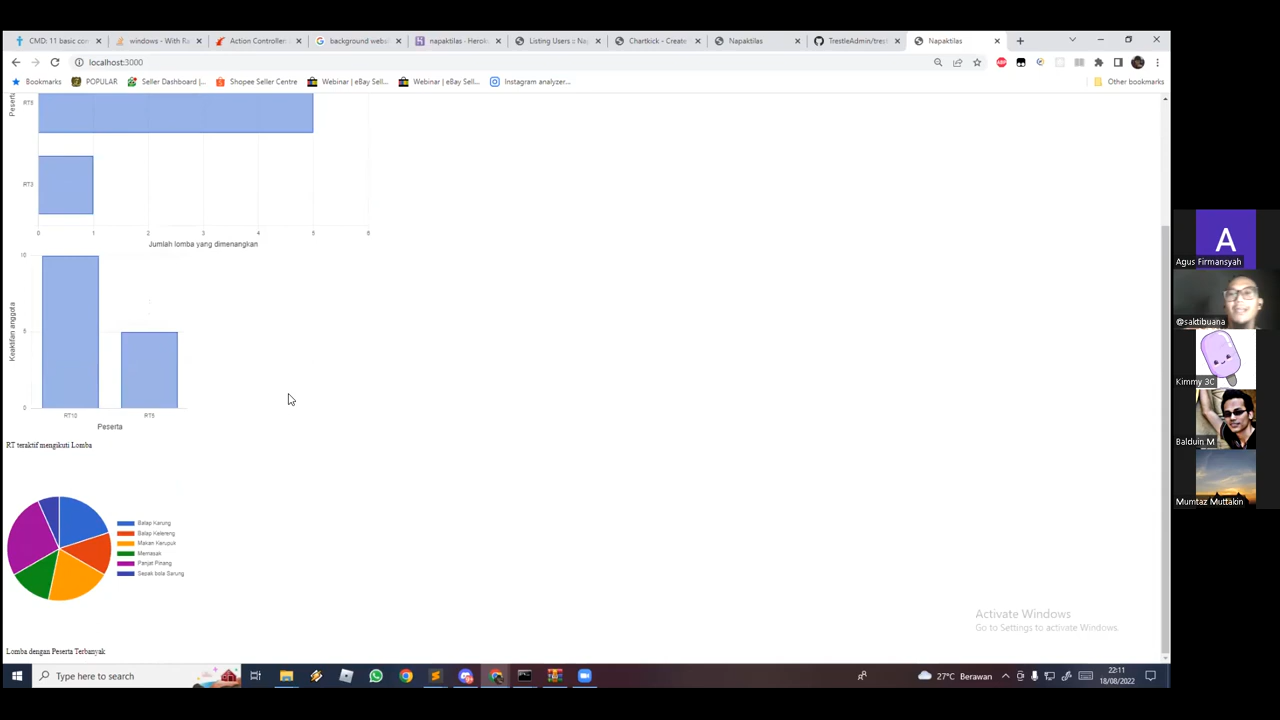 CMD: 11 basic con
windows - With Ra
Action Controller
background webs
napaktilas - Herok
Listing Users :: Na
Chartkick - Create
Napaktilas
TrestleAdmin/trest
Napaktilas
localhost:3000
Bookmarks
POPULAR
Seller Dashboard |...
Shopee Seller Centre
Webinar | eBay Sell...
Webinar | eBay Sell...
Instagram analyzer...
Other bookmarks
RT3
0 1 2 3 4 5 6
Jumlah lomba yang dimenangkan
10
5
0
Keaktifan anggota
RT10
Peserta
RT teraktif mengikuti Lomba
Balap Karung
Balap Kelereng
Makan Kerupuk
Memasak
Panjat Pinang
Sepak bola Sarung
Lomba dengan Peserta Terbanyak
A
Agus Firmansyah
@saktibuana
Kimmy 3C
Balduin M
Mumtaz Muttakin
Activate Windows
Go to Settings to activate Windows.
Type here to search
27°C Berawan
22:11
18/08/2022